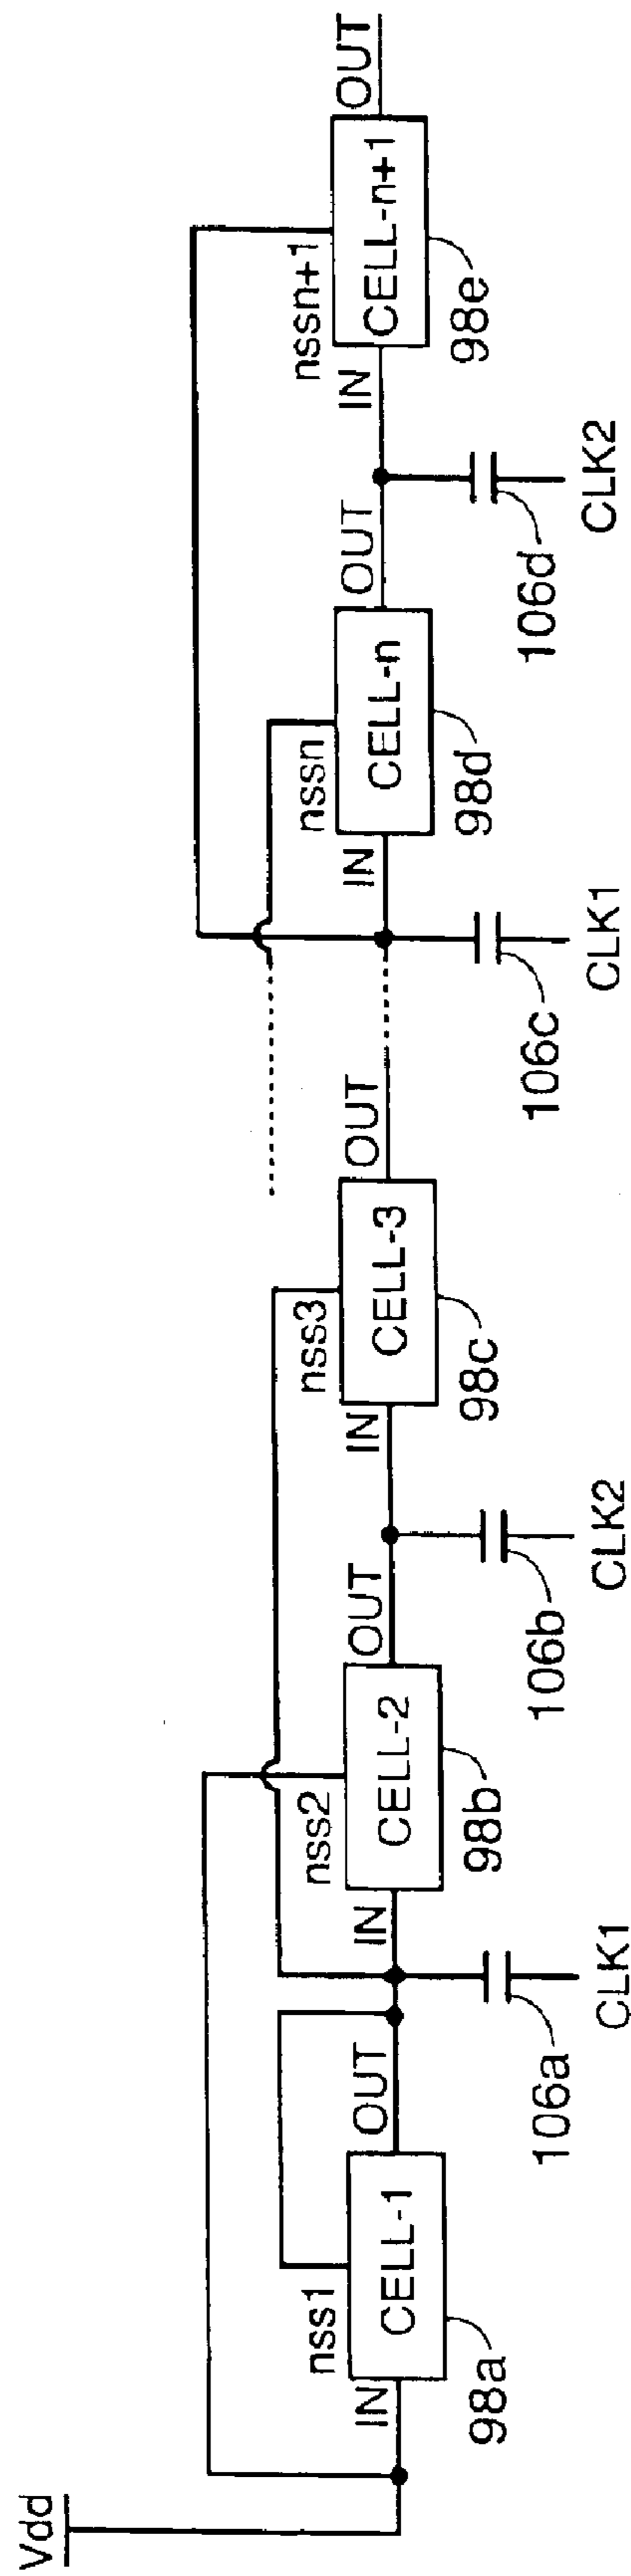 Vdd
IN
nss1
CELL-1
98a
OUT
106a
CLK1
IN
nss2
CELL-2
98b
OUT
106b
CLK2
IN
nss3
CELL-3
98c
OUT
106c
CLK1
IN
nssn
CELL-n
98d
OUT
106d
CLK2
IN
nssn+1
CELL-n+1
98e
OUT